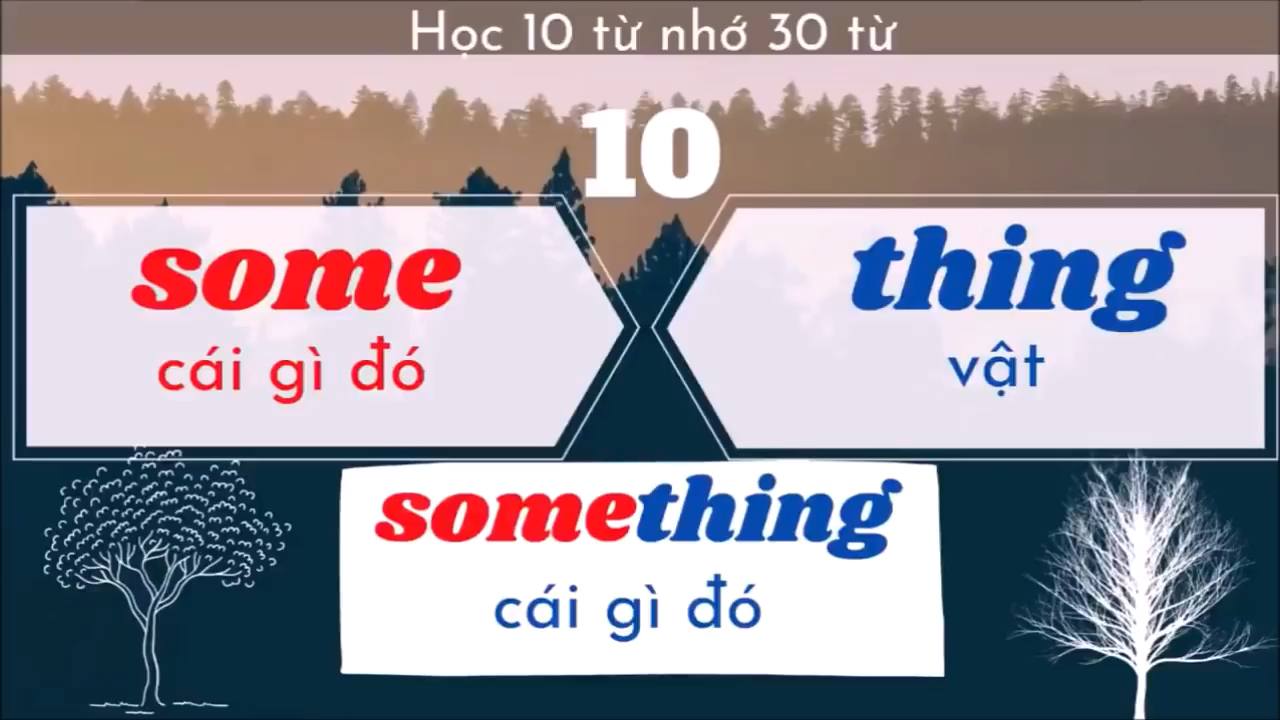 Học 10 từ nhớ 30 từ
10
some
cái gì đó
thing
vật
something
cái gì đó